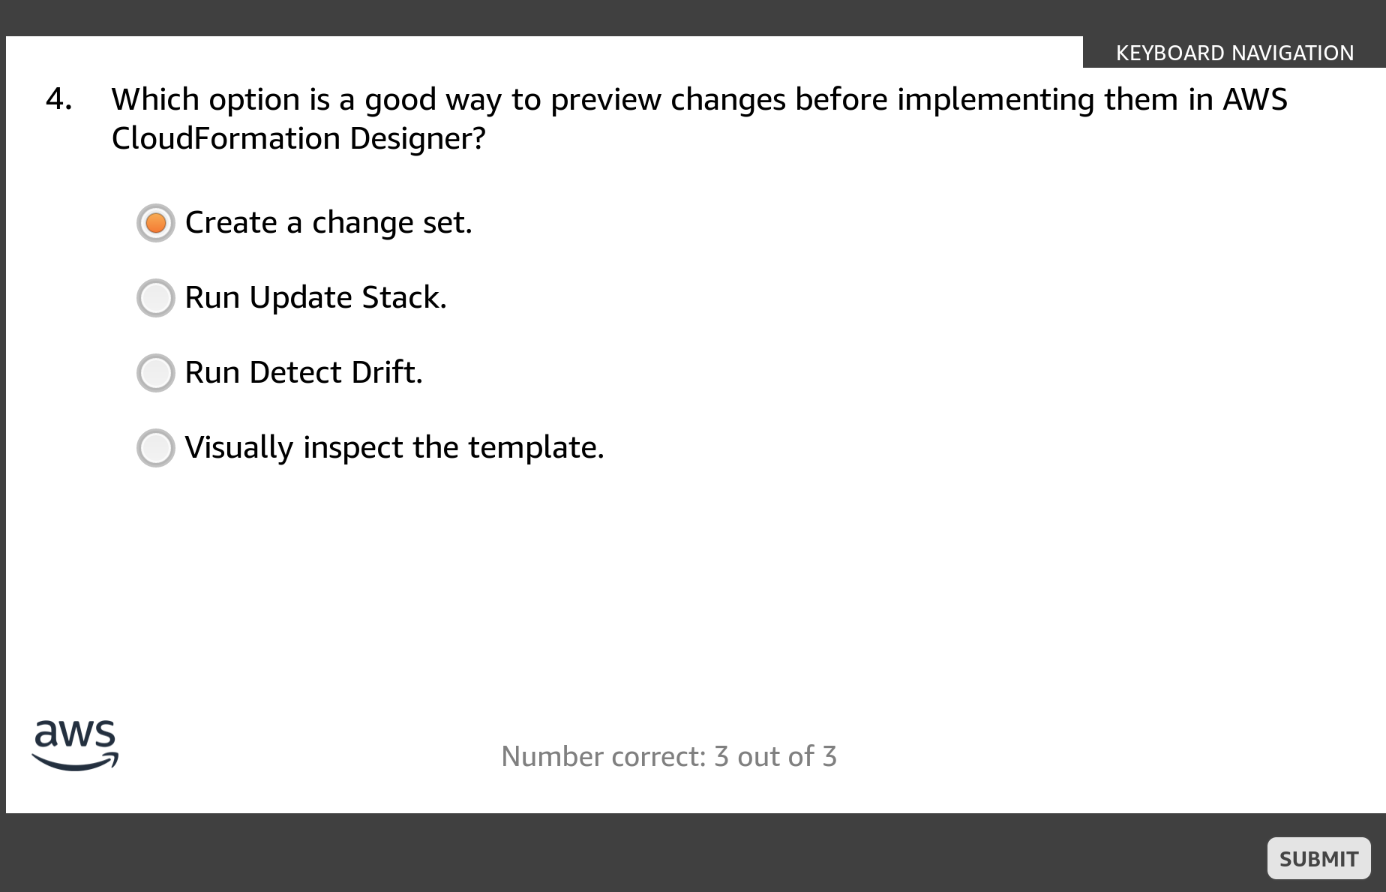 KEYBOARD NAVIGATION
4. Which option is a good way to preview changes before implementing them in AWS
CloudFormation Designer?
Create a change set.
Run Update Stack.
Run Detect Drift.
Visually inspect the template.
aws
Number correct: 3 out of 3
SUBMIT